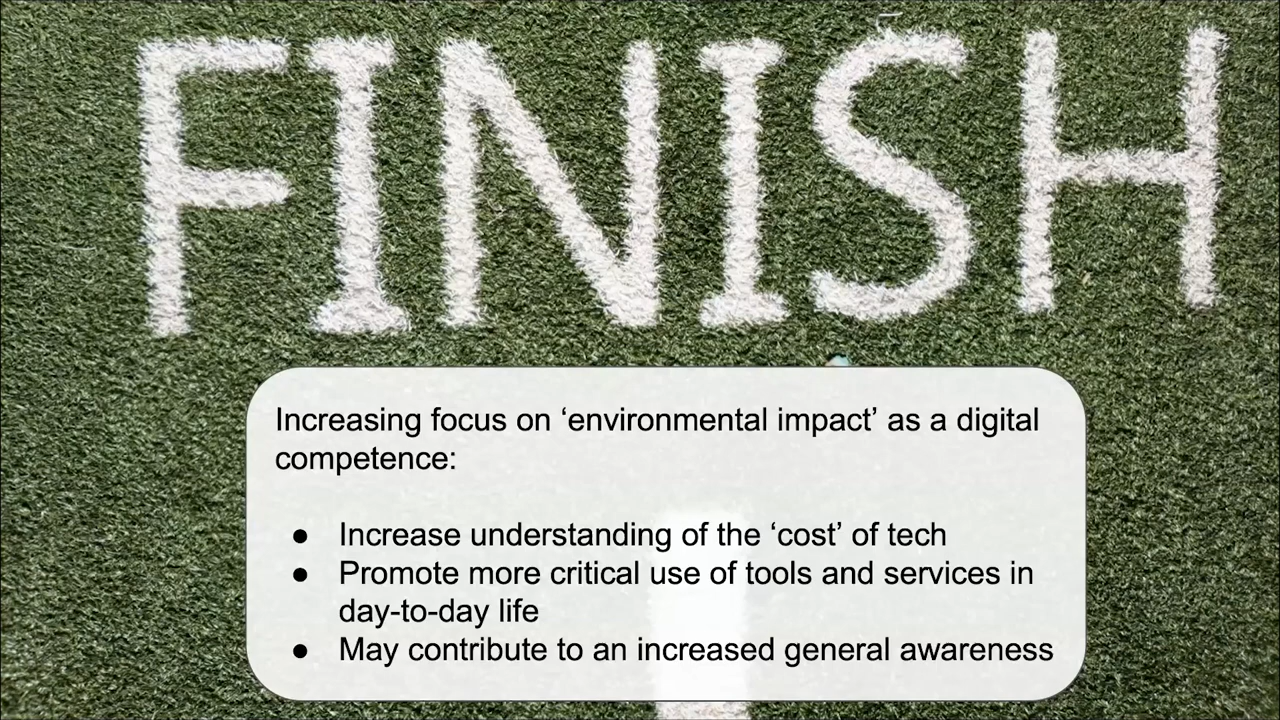 FINISH
Increasing focus on ‘environmental impact’ as a digital
competence:
● Increase understanding of the ‘cost’ of tech
● Promote more critical use of tools and services in
day-to-day life
● May contribute to an increased general awareness